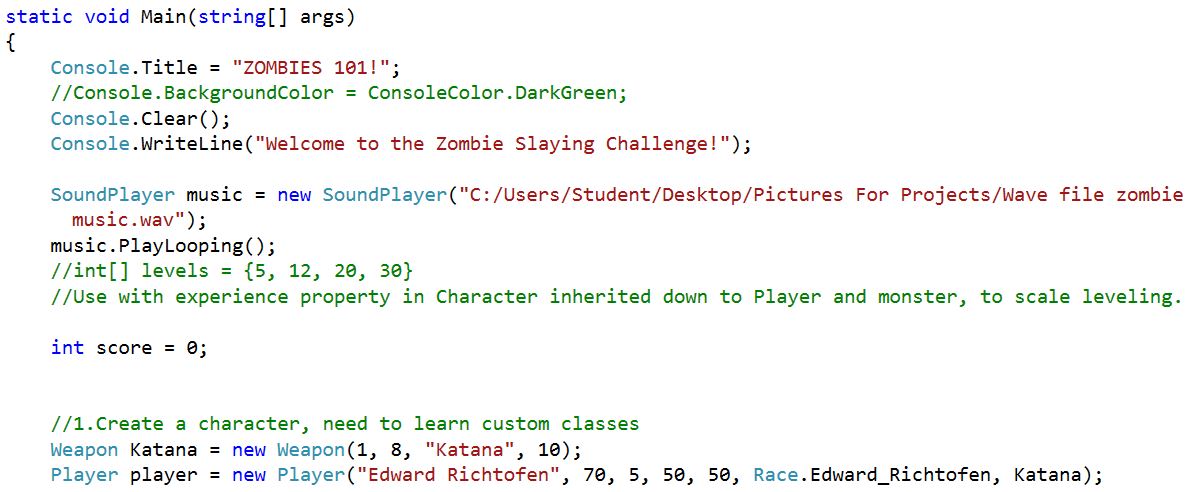 static void Main(string[] args)
{
    Console.Title = "ZOMBIES 101!";
    //Console.BackgroundColor = ConsoleColor.DarkGreen;
    Console.Clear();
    Console.WriteLine("Welcome to the Zombie Slaying Challenge!");

    SoundPlayer music = new SoundPlayer("C:/Users/Student/Desktop/Pictures For Projects/Wave file zombie
      music.wav");
    music.PlayLooping();
    //int[] levels = {5, 12, 20, 30}
    //Use with experience property in Character inherited down to Player and monster, to scale leveling.

    int score = 0;


    //1.Create a character, need to learn custom classes
    Weapon Katana = new Weapon(1, 8, "Katana", 10);
    Player player = new Player("Edward Richtofen", 70, 5, 50, 50, Race.Edward_Richtofen, Katana);